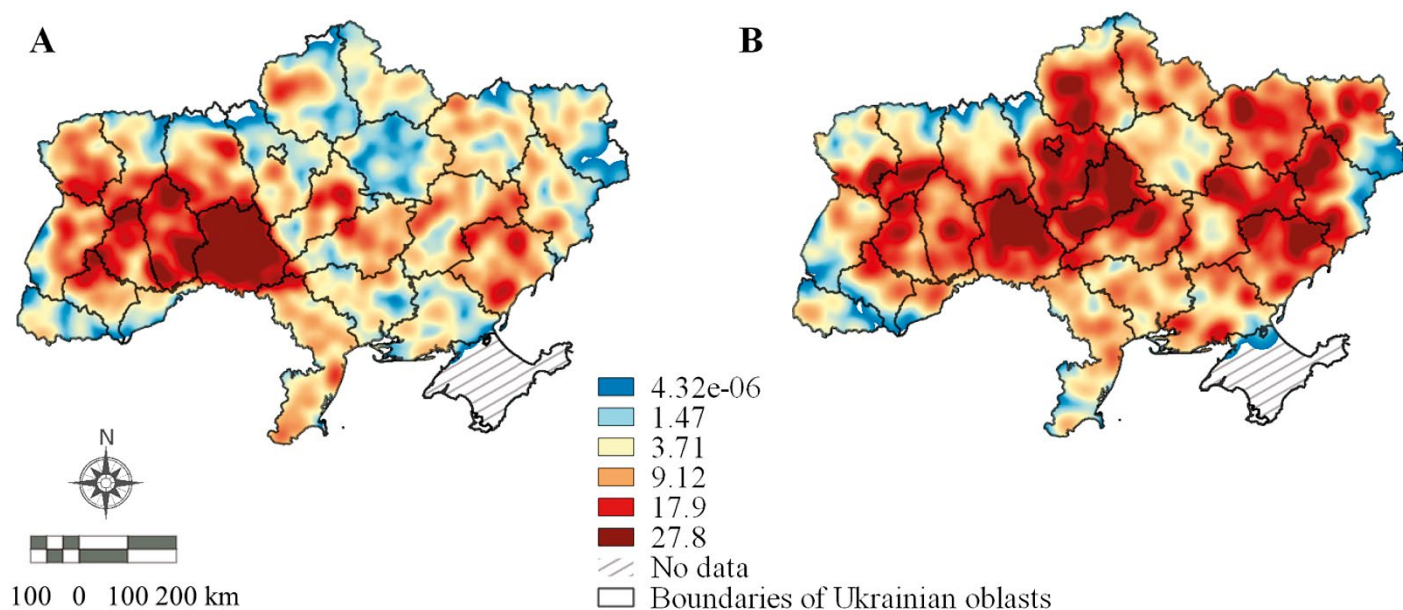 A
B
4.32e-06
1.47
3.71
9.12
17.9
27.8
No data
Boundaries of Ukrainian oblasts
N
100 0 100 200 km